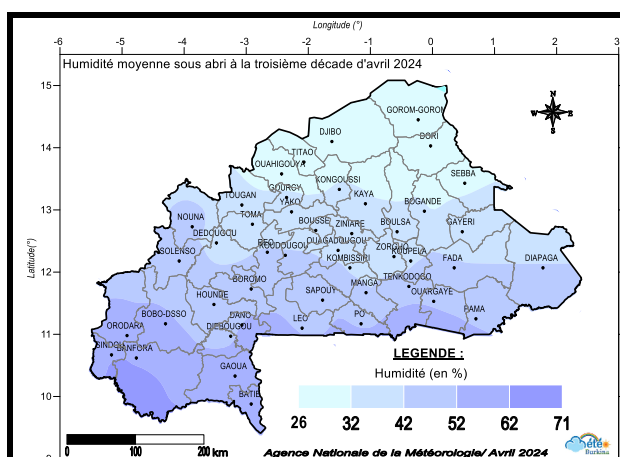 Longitude (°)
-6 -5 -4 -3 -2 -1 0 1 2 3
Humidité moyenne sous abri à la troisième décade d'avril 2024
15
GOROM-GOROM
N
W E
S
14
DJIBO
DORI
TITAO
OUAHIGOUYA
SEBBA
KONGOUSSI
GOURCY
TOUGAN
KAYA
YAKO
BOGANDE
13
NOUNA
TOMA
BOUSSE
ZINIARE
BOULSA
GAYERI
DEDOUGOU
OUAGADOUGOU
REO
KOUDOUGOU
ZORGHO
KOUPELA
SOLENSO
KOMBISSIRI
FADA
DIAPAGA
12
Latitude(°)
TENKODOGO
BOROMO
MANGA
SAPOUY
OUARGAYE
HOUNDE
PAMA
BOBO-DSSO
DANO
LEO
PO
ORODARA
DIEBOUGOU
11
SINDOU
BANFORA
LEGENDE :
GAOUA
Humidité (en %)
BATIE
10
26 32 42 52 62 71
0 100 200 km
Agence Nationale de la Météorologie/ Avril 2024
météo
Burkina